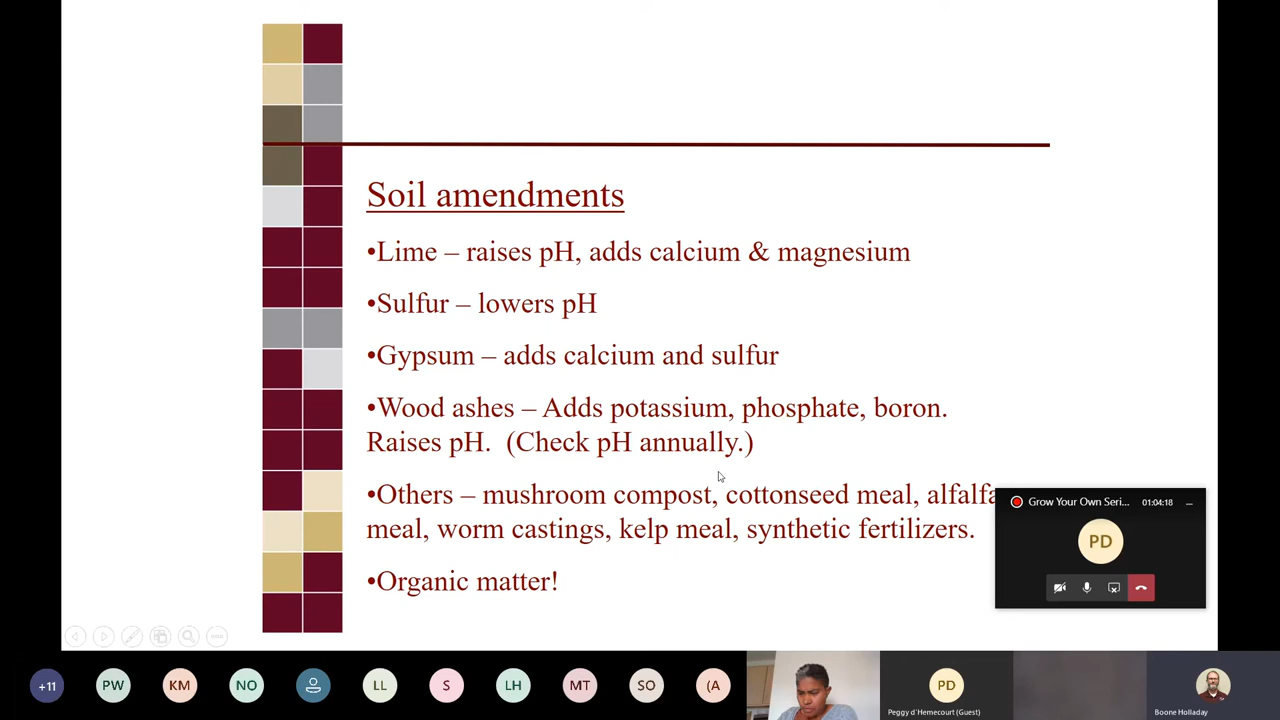 Soil amendments
•Lime – raises pH, adds calcium & magnesium
•Sulfur – lowers pH
•Gypsum – adds calcium and sulfur
•Wood ashes – Adds potassium, phosphate, boron.
Raises pH.  (Check pH annually.)
•Others – mushroom compost, cottonseed meal, alfalfa
meal, worm castings, kelp meal, synthetic fertilizers.
•Organic matter!
Grow Your Own Seri... 01:04:18
PD
+11 PW KM NO LL S LH MT SO (A PD
Peggy d'Hemecourt (Guest) Boone Holladay